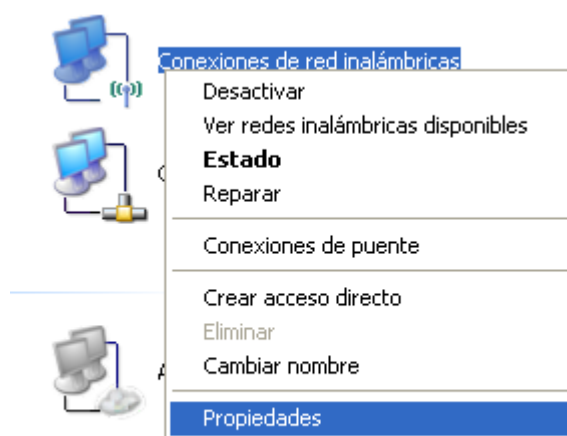 Conexiones de red inalámbricas
Desactivar
Ver redes inalámbricas disponibles
Estado
Reparar
Conexiones de puente
Crear acceso directo
Eliminar
Cambiar nombre
Propiedades